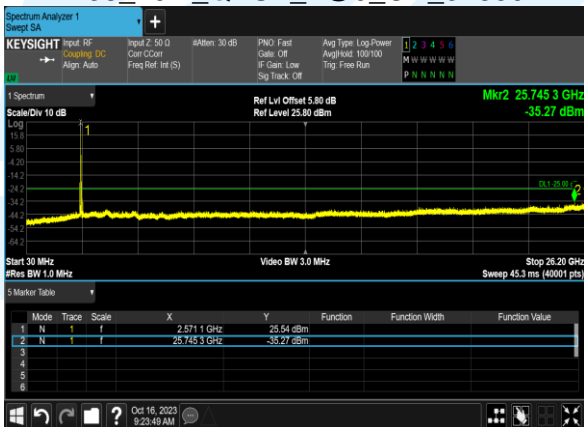 Spectrum Analyzer 1
Swept SA
+
KEYSIGHT Input: RF Input Z: 50 Ω #Atten: 30 dB PNO: Fast Avg Type: Log-Power 1 2 3 4 5 6
Coupling: DC Corr CCorr Gate: Off Avg|Hold: 100/100 M W W W W W
Align: Auto Freq Ref: Int (S) IF Gain: Low Trig: Free Run
Sig Track: Off P N N N N N
LW
1 Spectrum Ref Lvl Offset 5.80 dB Mkr2 25.745 3 GHz
Scale/Div 10 dB Ref Level 25.80 dBm -35.27 dBm
Log
15.8 1
5.80
-4.20
-14.2
-24.2 DL1 -25.00 2
-34.2
-44.2
-54.2
-64.2
Start 30 MHz Video BW 3.0 MHz Stop 26.20 GHz
#Res BW 1.0 MHz Sweep 45.3 ms (40001 pts)
5 Marker Table
Mode Trace Scale X Y Function Function Width Function Value
1 N 1 f 2.571 1 GHz 25.54 dBm
2 N 1 f 25.745 3 GHz -35.27 dBm
3
4
5
6
? Oct 16, 2023
9:23:49 AM